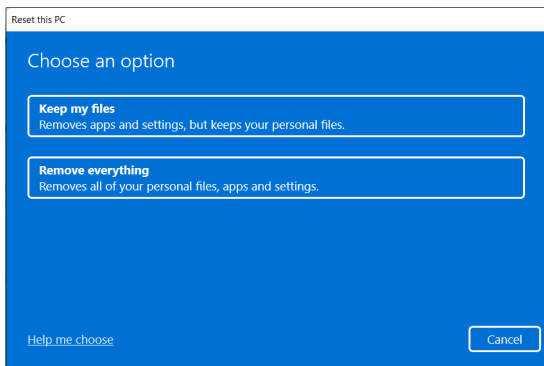 Reset this PC
Choose an option
Keep my files
Removes apps and settings, but keeps your personal files.
Remove everything
Removes all of your personal files, apps and settings.
Help me choose
Cancel